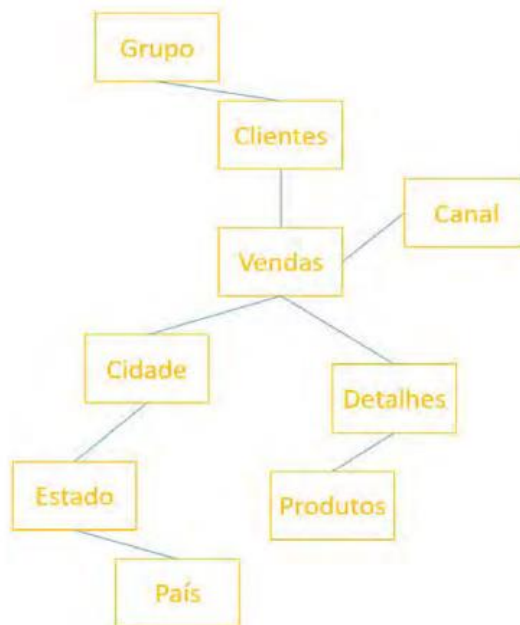 Grupo
Clientes
Canal
Vendas
Cidade
Detalhes
Estado
Produtos
País